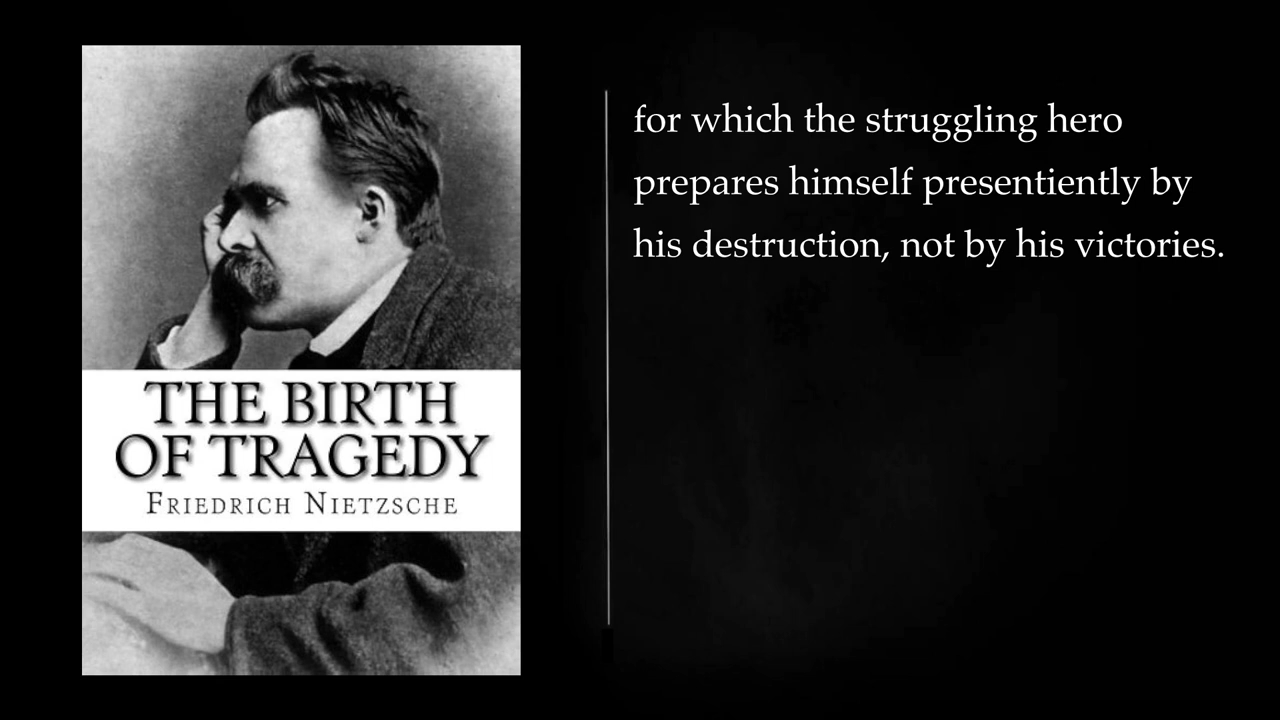 THE BIRTH
OF TRAGEDY
Friedrich Nietzsche
for which the struggling hero
prepares himself presentiently by
his destruction, not by his victories.